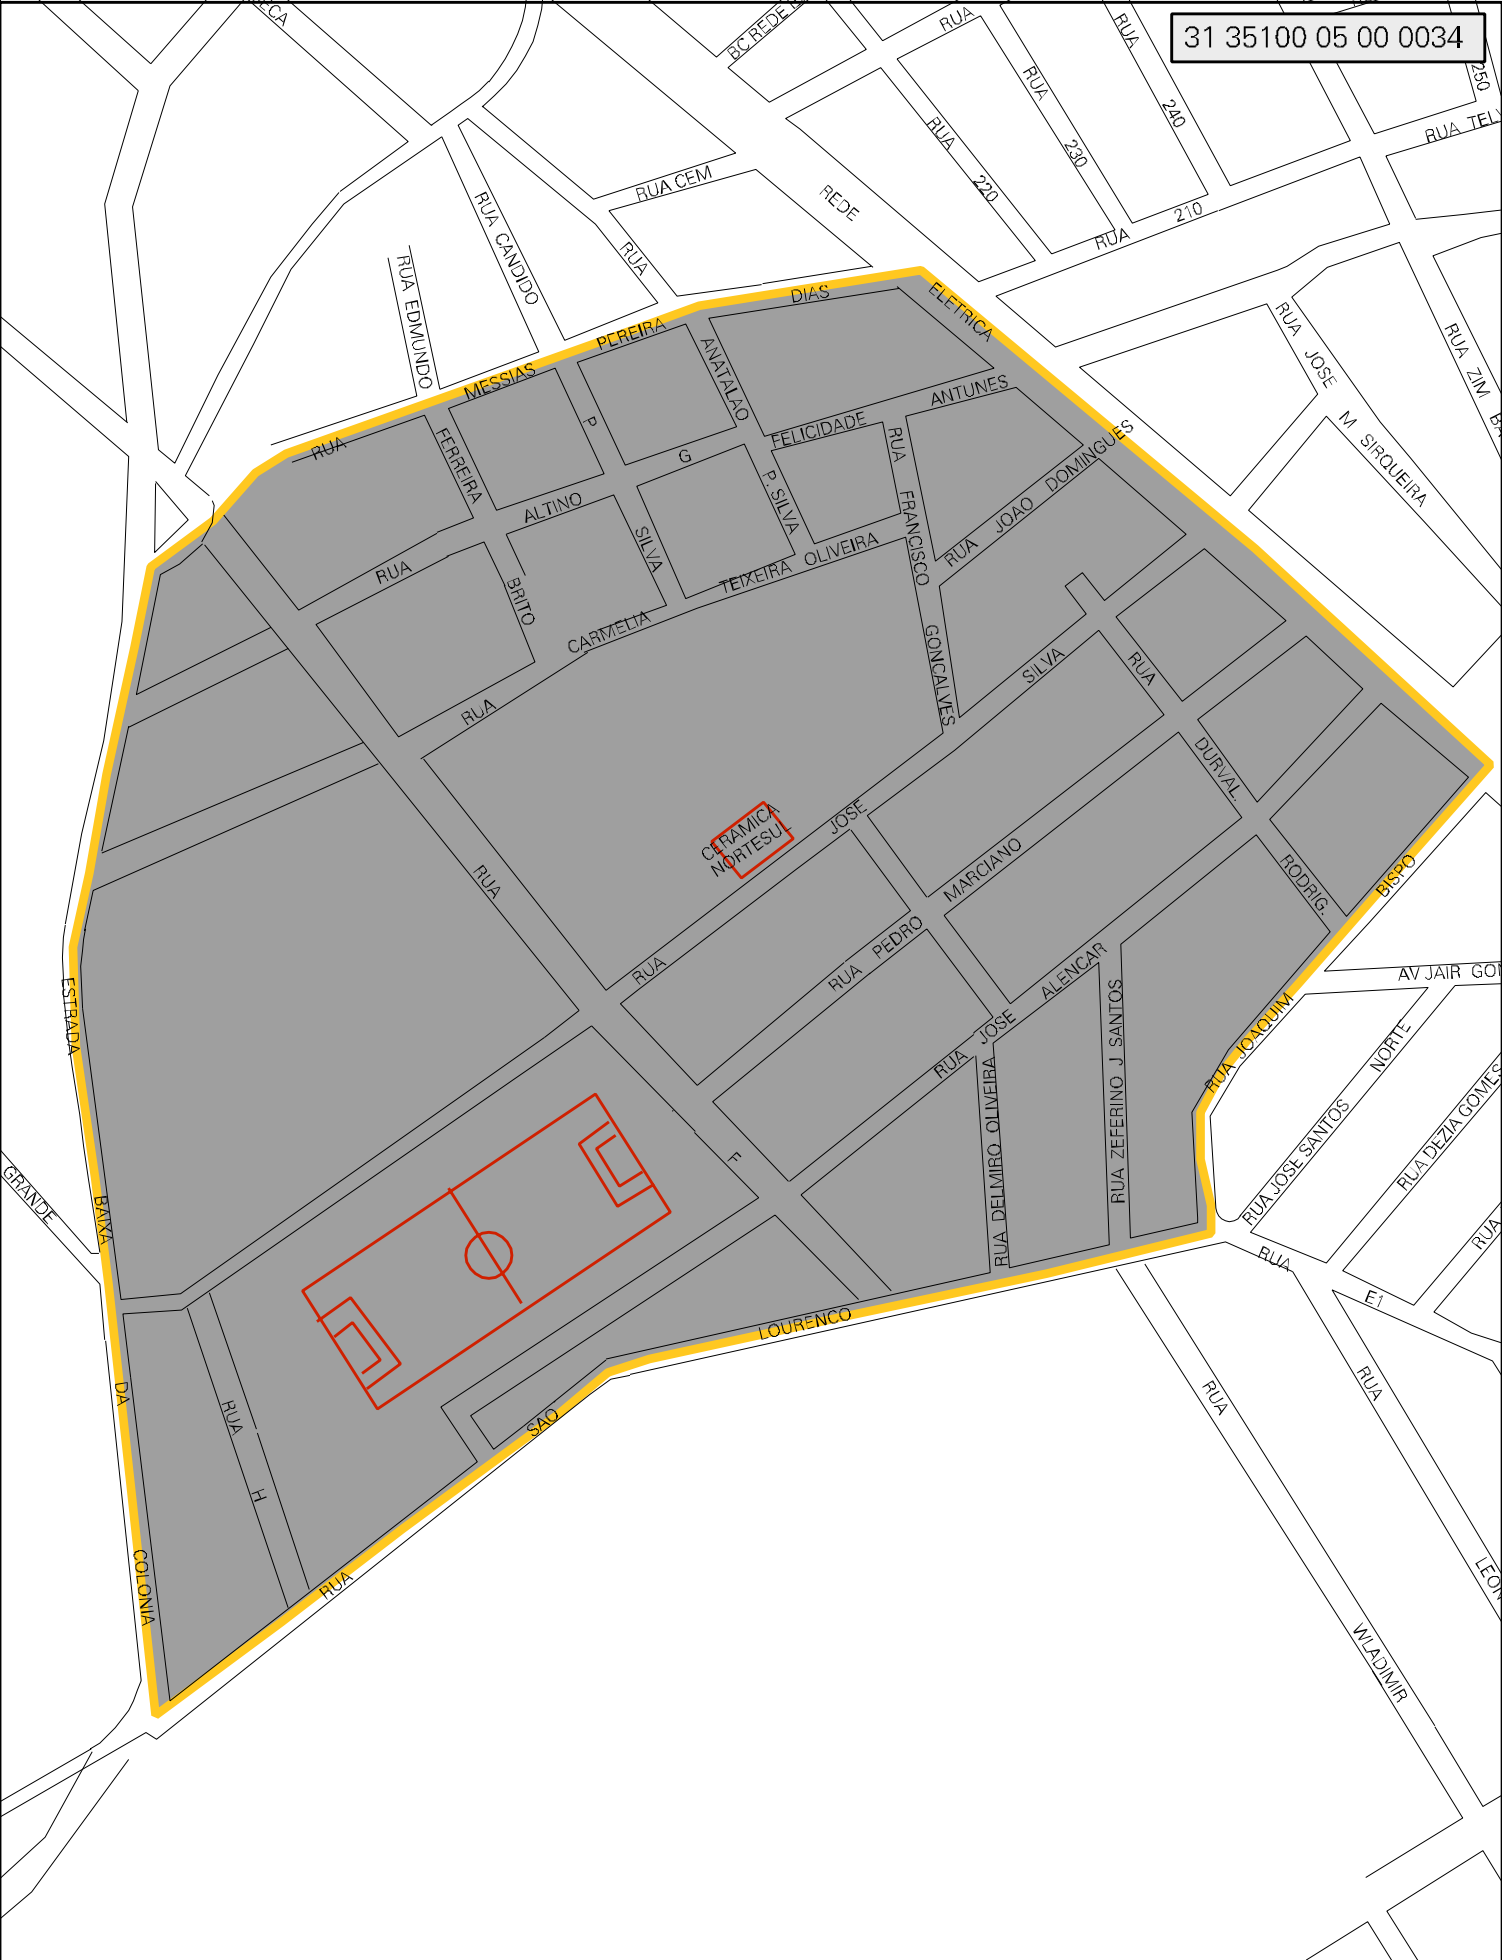 31 35100 05 00 0034
BC REDE
RUA
RUA
240
250
RUA
230
RUA
220
RUA
210
RUA CEM
REDE
RUA CANDIDO
RUA
RUA EDMUNDO
RUA MESSIAS PEREIRA DIAS
ELETRICA
RUA JOSE M SIRQUEIRA
RUA ZIM
FERREIRA BRITO
P SILVA
ANATALAO P. SILVA
RUA ALTINO G
FELICIDADE ANTUNES
RUA FRANCISCO GONCALVES
RUA JOAO DOMINGUES
RUA CARMELIA TEIXEIRA OLIVEIRA
RUA DURVAL. RODRIG.
CERAMICA
NORTESUL
RUA JOSE SILVA
RUA PEDRO MARCIANO
RUA JOSE ALENCAR
RUA F
RUA DELMIRO OLIVEIRA
RUA ZEFERINO J SANTOS
RUA JOAQUIM BISPO
AV JAIR
RUA JOSE SANTOS NORTE
RUA DEZIA GOMES
RUA
RUA E1
ESTRADA BAIXA DA COLONIA
GRANDE
RUA H
RUA SAO LOURENCO
RUA WLADIMIR
RUA